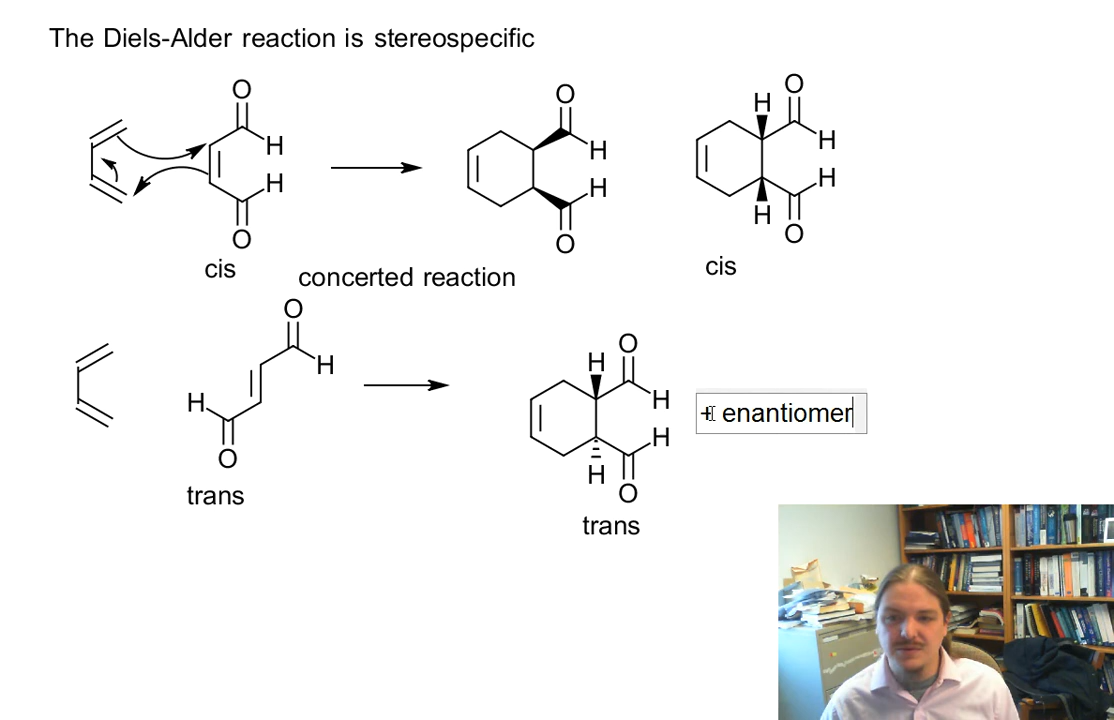 The Diels-Alder reaction is stereospecific
O
H
H
O
cis
concerted reaction
O
H
H
O
H
O
H
H
H
O
cis
O
H
H
O
trans
H
O
H
H
H
O
trans
+ enantiomer